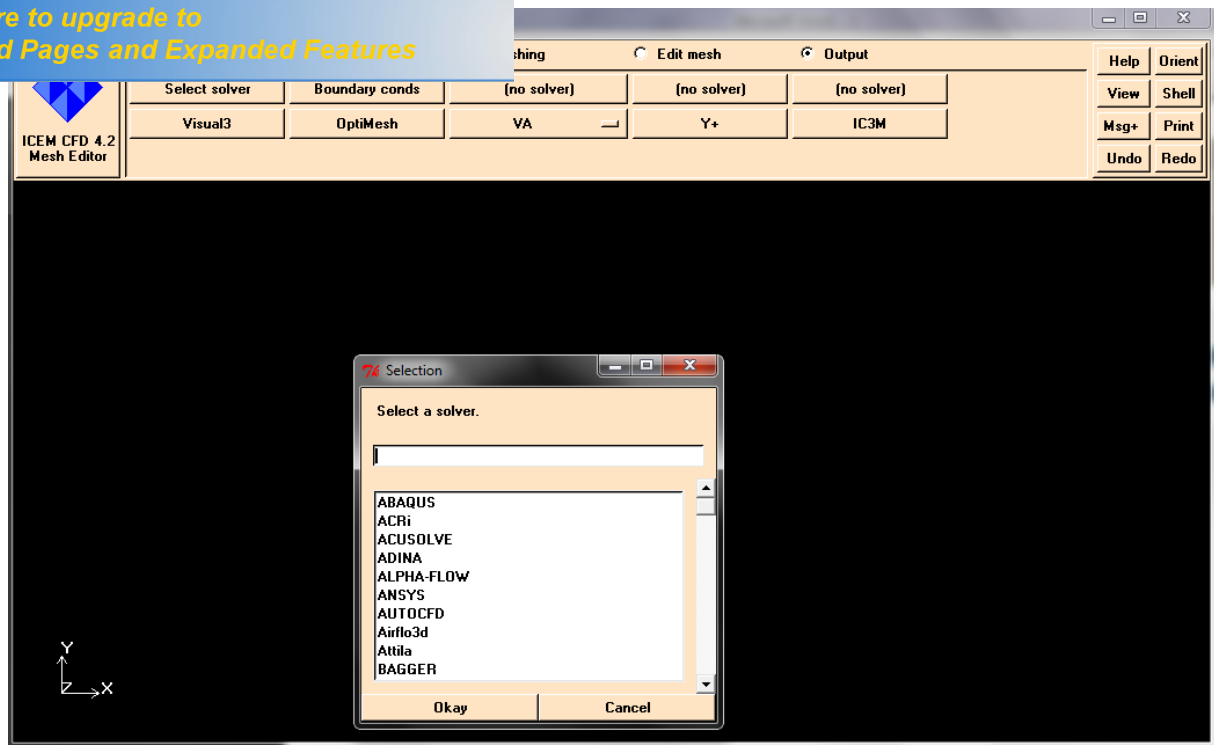 re to upgrade to
d Pages and Expanded Features
shing Edit mesh Output
Help Orient
Select solver Boundary conds (no solver) (no solver) (no solver)
View Shell
Visual3 OptiMesh VA Y+ IC3M
Msg+ Print
ICEM CFD 4.2
Mesh Editor
Undo Redo
Selection
Select a solver.
ABAQUS
ACRi
ACUSOLVE
ADINA
ALPHA-FLOW
ANSYS
AUTOCFD
Airflo3d
Attila
BAGGER
Okay Cancel
Y
Z X